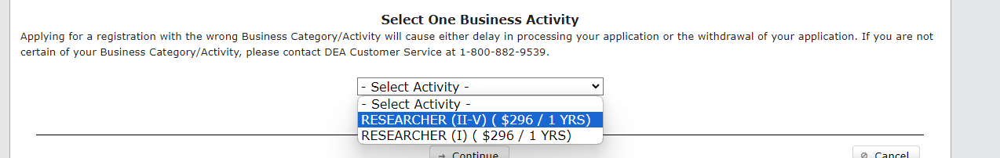 Select One Business Activity
Applying for a registration with the wrong Business Category/Activity will cause either delay in processing your application or the withdrawal of your application. If you are not
certain of your Business Category/Activity, please contact DEA Customer Service at 1-800-882-9539.
- Select Activity -
- Select Activity -
RESEARCHER (II-V) ( $296 / 1 YRS)
RESEARCHER (I) ( $296 / 1 YRS)
Continue
Cancel